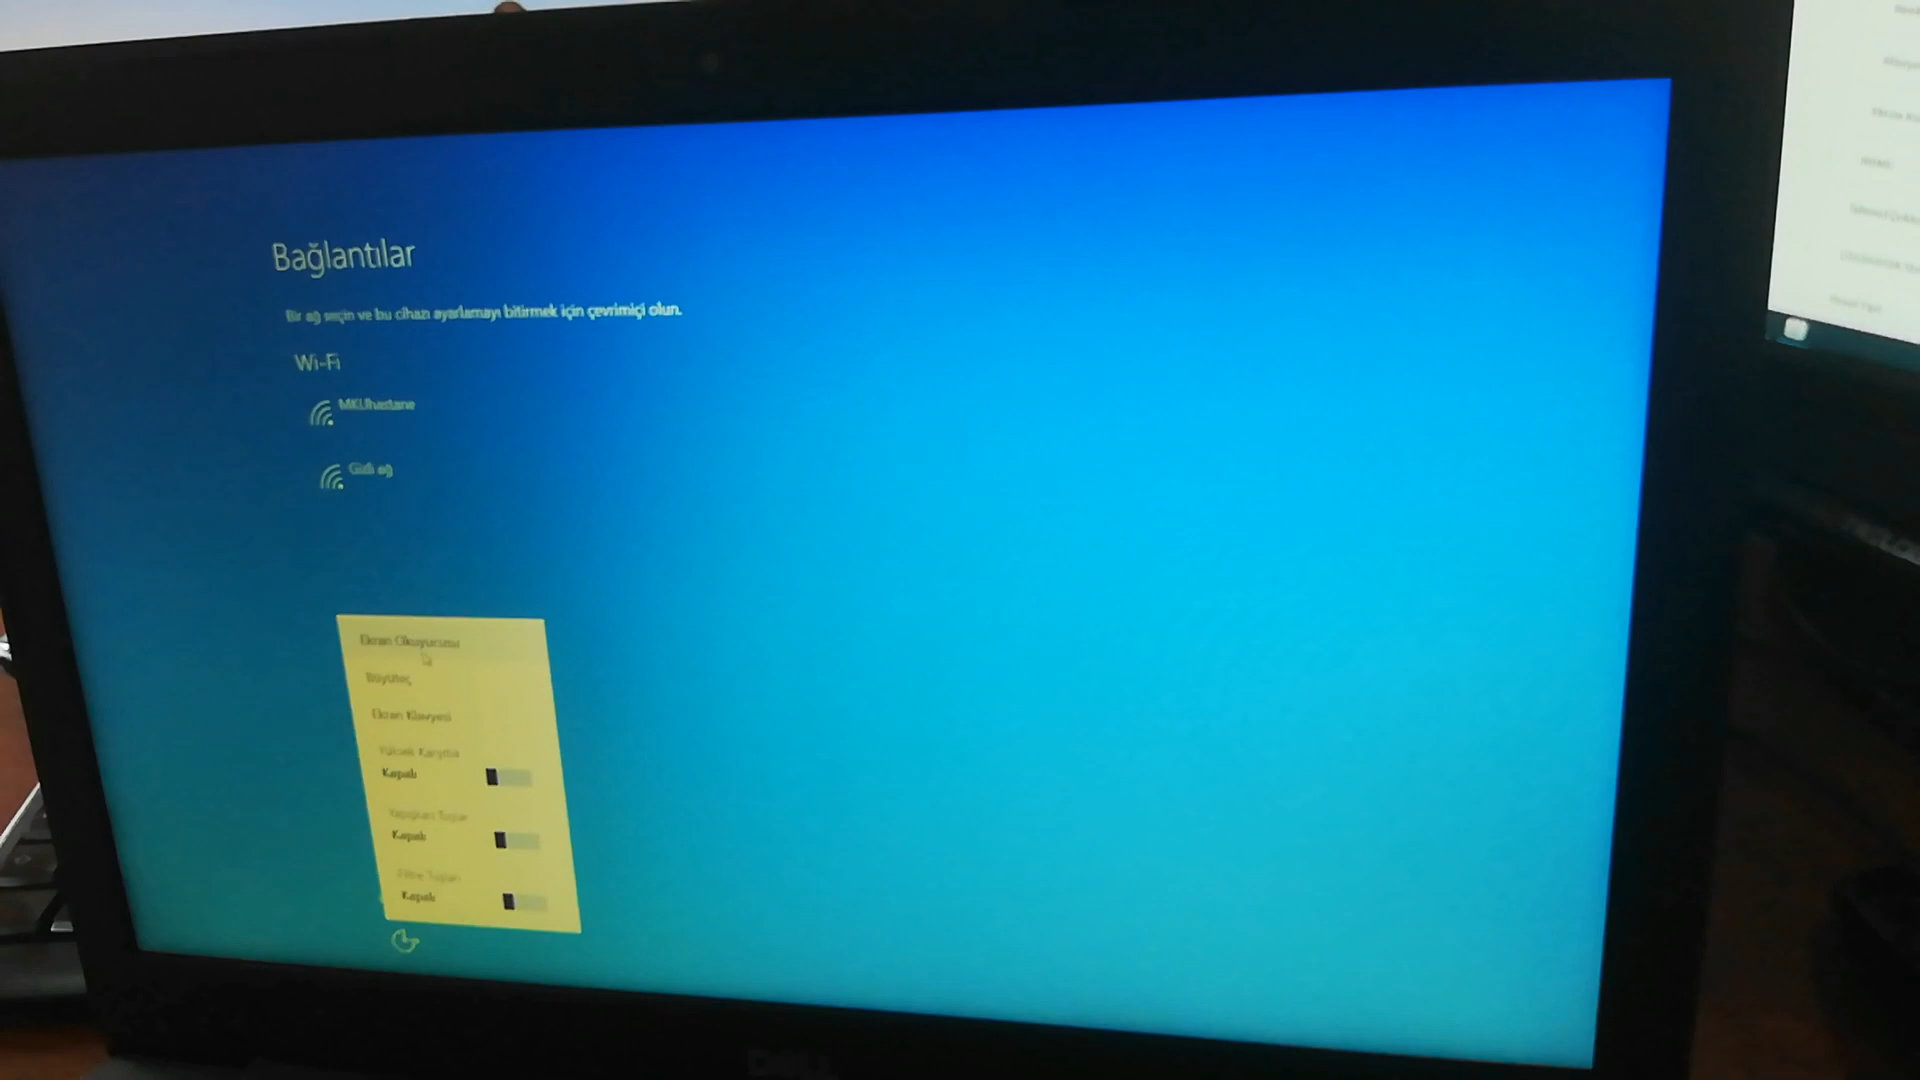 Bağlantılar
Bir ağ seçin ve bu cihazı ayarlamayı bitirmek için çevrimiçi olun.
Wi-Fi
MKUhastane
Gizli ağ
Ekran Okuyucusu
Büyüteç
Ekran Klavyesi
Yüksek Karşıtlık
Kapalı
Yapışkan Tuşlar
Kapalı
Filtre Tuşları
Kapalı
DELL